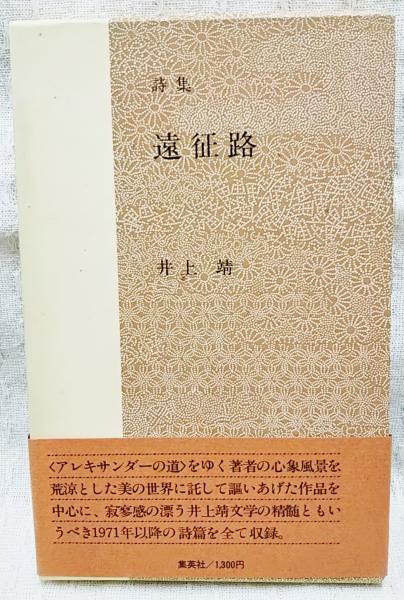 詩集
遠征路
井上 靖
〈アレキサンダーの道〉をゆく著者の心象風景を
荒涼とした美の世界に託して謳いあげた作品を
中心に、寂寥感の漂う井上靖文学の精髄ともい
うべき1971年以降の詩篇を全て収録。
集英社/1,300円